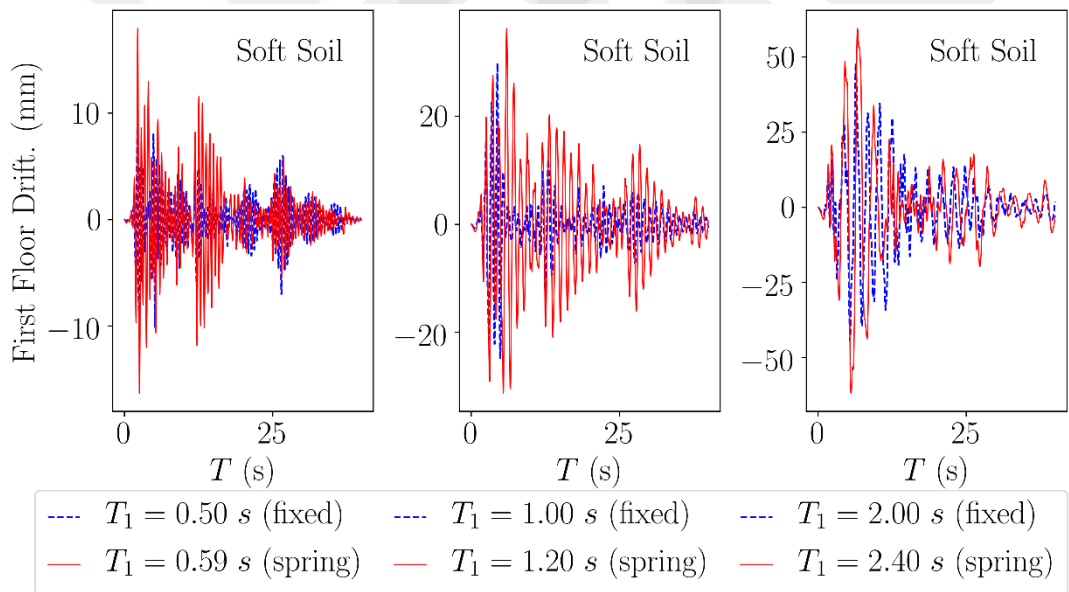 First Floor Drift. (mm)
Soft Soil
10
0
−10
0
25
T (s)
Soft Soil
20
0
−20
0
25
T (s)
Soft Soil
50
25
0
−25
−50
0
25
T (s)
T₁ = 0.50 s (fixed)
T₁ = 0.59 s (spring)
T₁ = 1.00 s (fixed)
T₁ = 1.20 s (spring)
T₁ = 2.00 s (fixed)
T₁ = 2.40 s (spring)